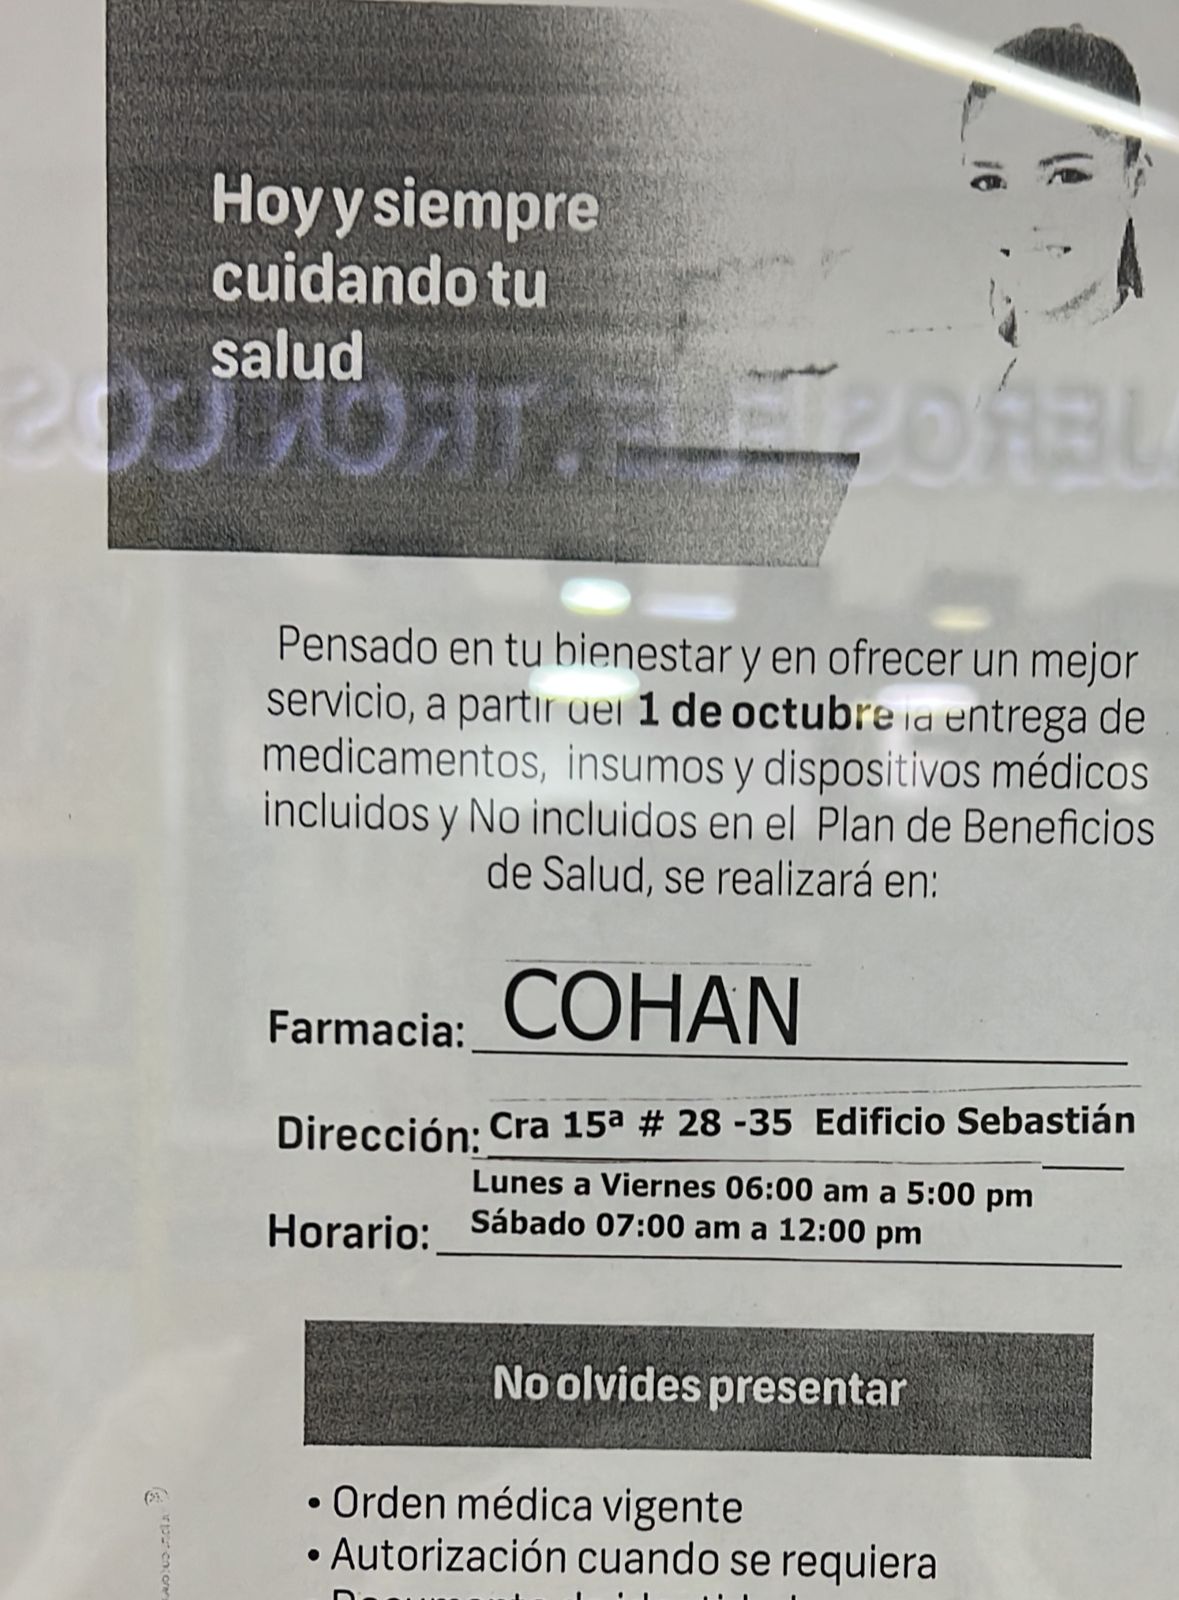 Hoy y siempre
cuidando tu
salud
Pensado en tu bienestar y en ofrecer un mejor
servicio, a partir del 1 de octubre la entrega de
medicamentos, insumos y dispositivos médicos
incluidos y No incluidos en el Plan de Beneficios
de Salud, se realizará en:
Farmacia: COHAN
Dirección: Cra 15ª # 28 -35 Edificio Sebastián
Lunes a Viernes 06:00 am a 5:00 pm
Horario: Sábado 07:00 am a 12:00 pm
No olvides presentar
• Orden médica vigente
• Autorización cuando se requiera